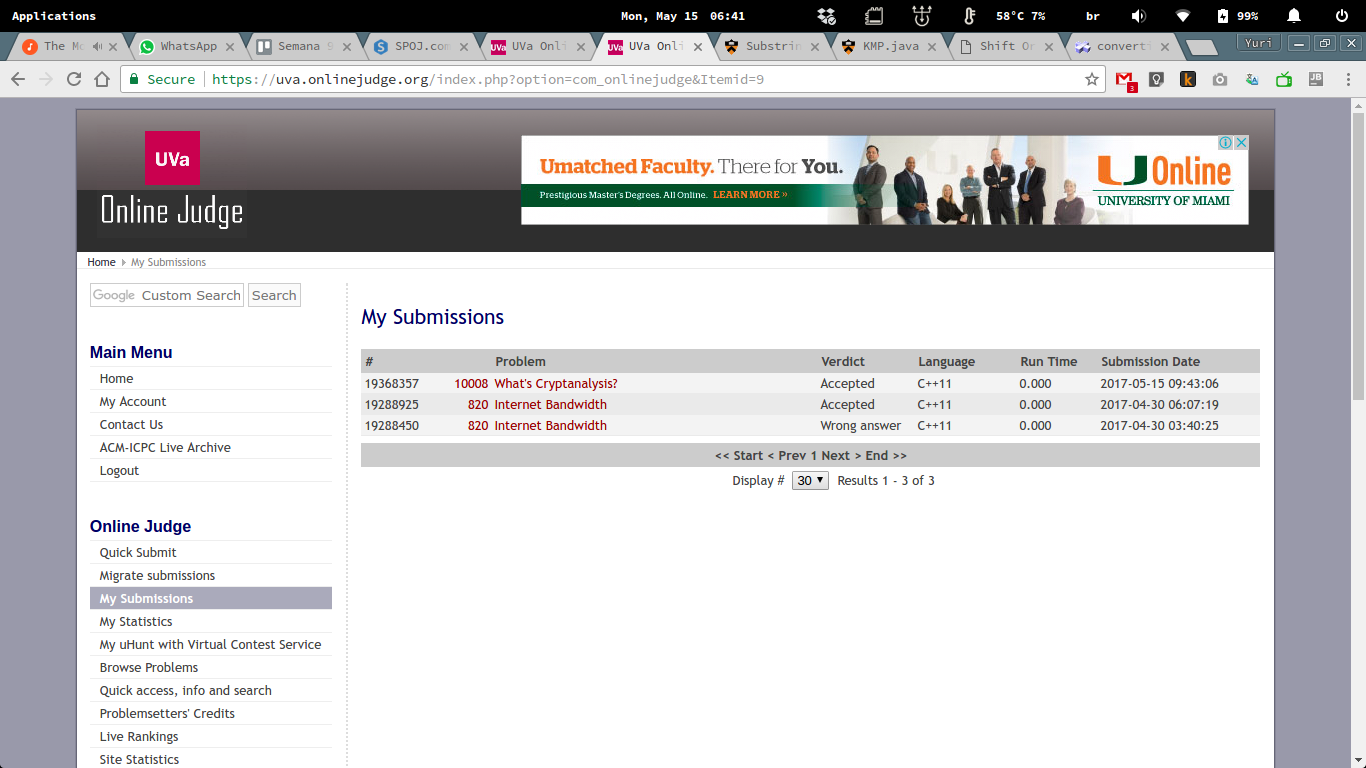 Applications Mon, May 15 06:41 58°C 7% br 99%
The Mo WhatsApp Semana 9 SPOJ.com UVa Onli UVa Onli Substrin KMP.java Shift Or converti Yuri
Secure https://uva.onlinejudge.org/index.php?option=com_onlinejudge&Itemid=9 3 k JB
UVa
Online Judge
Umatched Faculty. There for You.
Prestigious Master's Degrees. All Online. LEARN MORE »
U Online
UNIVERSITY OF MIAMI
Home My Submissions
Google Custom Search Search
My Submissions
# Problem Verdict Language Run Time Submission Date
19368357 10008 What's Cryptanalysis? Accepted C++11 0.000 2017-05-15 09:43:06
19288925 820 Internet Bandwidth Accepted C++11 0.000 2017-04-30 06:07:19
19288450 820 Internet Bandwidth Wrong answer C++11 0.000 2017-04-30 03:40:25
<< Start < Prev 1 Next > End >>
Display # 30 Results 1 - 3 of 3
Main Menu
Home
My Account
Contact Us
ACM-ICPC Live Archive
Logout
Online Judge
Quick Submit
Migrate submissions
My Submissions
My Statistics
My uHunt with Virtual Contest Service
Browse Problems
Quick access, info and search
Problemsetters' Credits
Live Rankings
Site Statistics